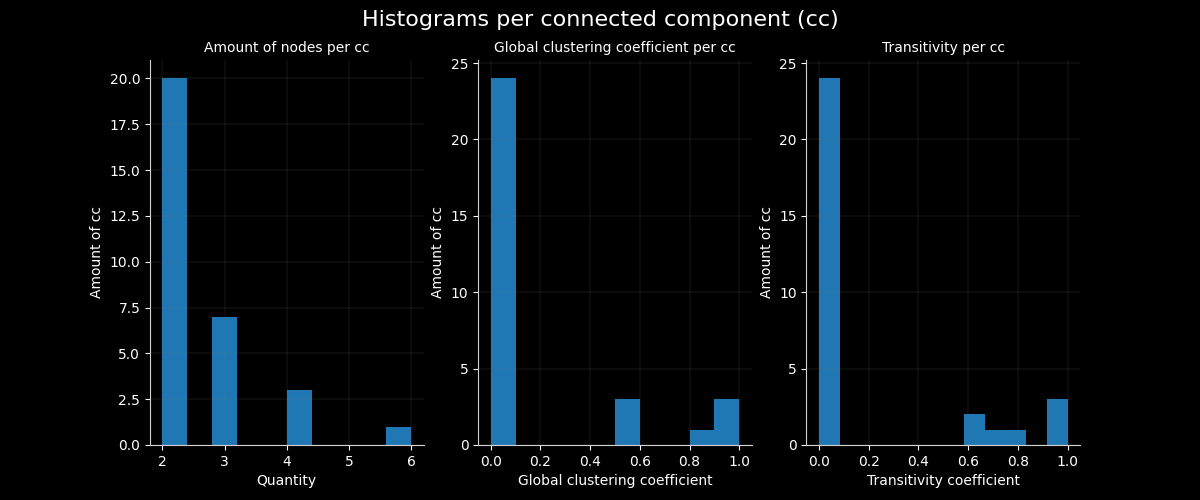 Histograms per connected component (cc)
Amount of nodes per cc
Global clustering coefficient per cc
Transitivity per cc
Amount of cc
20.0
17.5
15.0
12.5
10.0
7.5
5.0
2.5
0.0
2 3 4 5 6
Quantity
Amount of cc
25
20
15
10
5
0
0.0 0.2 0.4 0.6 0.8 1.0
Global clustering coefficient
Amount of cc
25
20
15
10
5
0
0.0 0.2 0.4 0.6 0.8 1.0
Transitivity coefficient